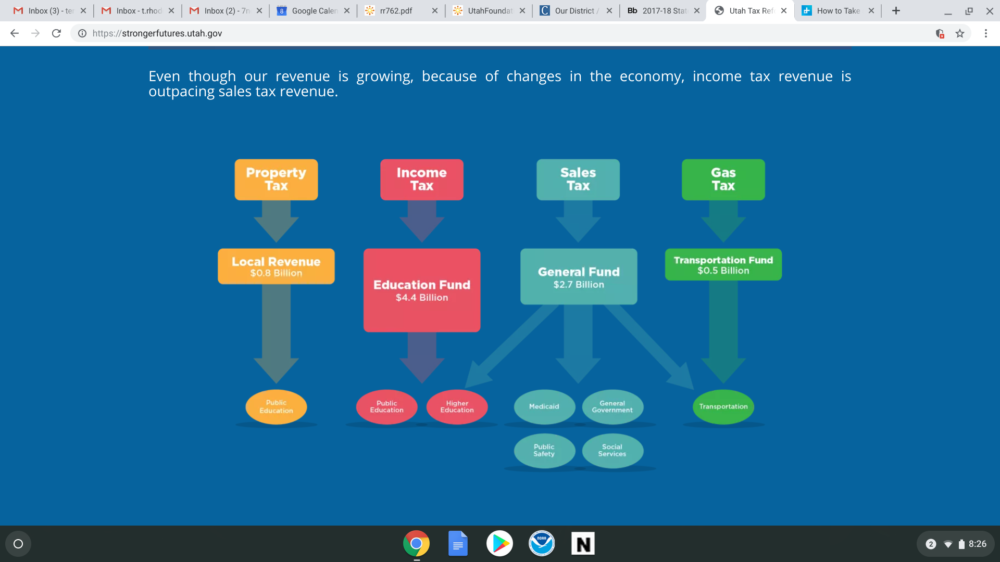 Inbox (3) - ter
Inbox - t.rhod
Inbox (2) - 7n
8
Google Calen
rr762.pdf
UtahFoundat
C
Our District /
Bb
2017-18 Stat
Utah Tax Ref
How to Take
https://strongerfutures.utah.gov
Even though our revenue is growing, because of changes in the economy, income tax revenue is
outpacing sales tax revenue.
Property
Tax
Income
Tax
Sales
Tax
Gas
Tax
Local Revenue
$0.8 Billion
Education Fund
$4.4 Billion
General Fund
$2.7 Billion
Transportation Fund
$0.5 Billion
Public
Education
Public
Education
Higher
Education
Medicaid
General
Government
Transportation
Public
Safety
Social
Services
NOAA
N
2
8:26